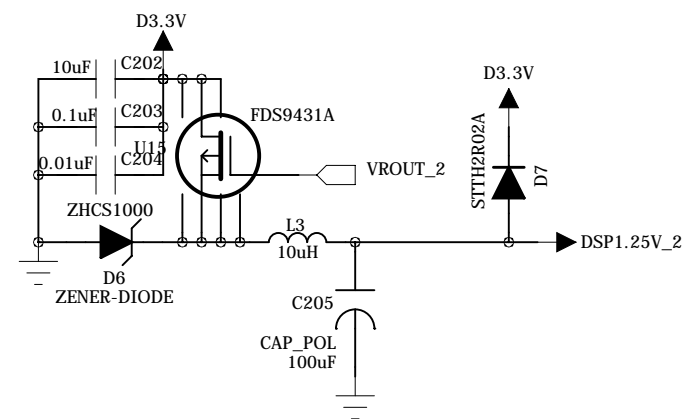 D3.3V
10uF
C202
0.1uF
C203
U15
0.01uF
C204
FDS9431A
VROUT_2
ZHCS1000
D6
ZENER-DIODE
L3
10uH
C205
CAP_POL
100uF
D3.3V
STTH2R02A
D7
DSP1.25V_2